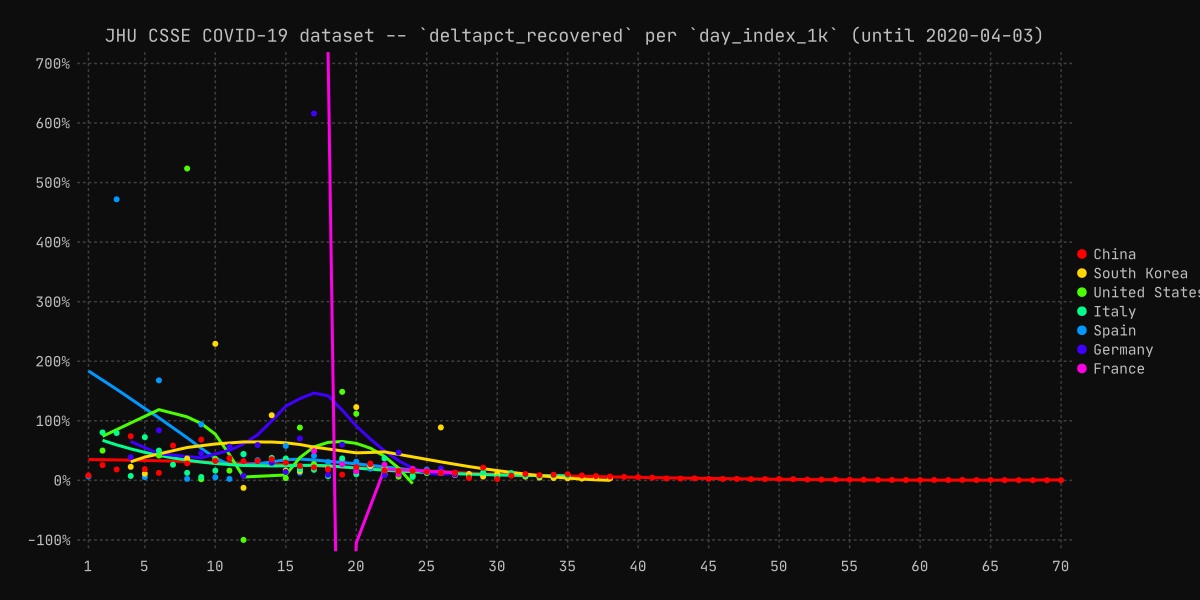 JHU CSSE COVID-19 dataset -- `deltapct_recovered` per `day_index_1k` (until 2020-04-03)
700%
600%
500%
400%
300%
200%
100%
0%
-100%
1 5 10 15 20 25 30 35 40 45 50 55 60 65 70
China
South Korea
United States
Italy
Spain
Germany
France